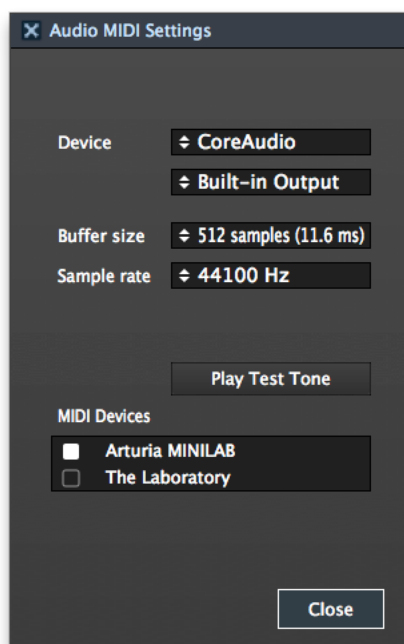 Audio MIDI Settings
Device CoreAudio
Built-in Output
Buffer size 512 samples (11.6 ms)
Sample rate 44100 Hz
Play Test Tone
MIDI Devices
Arturia MINILAB
The Laboratory
Close